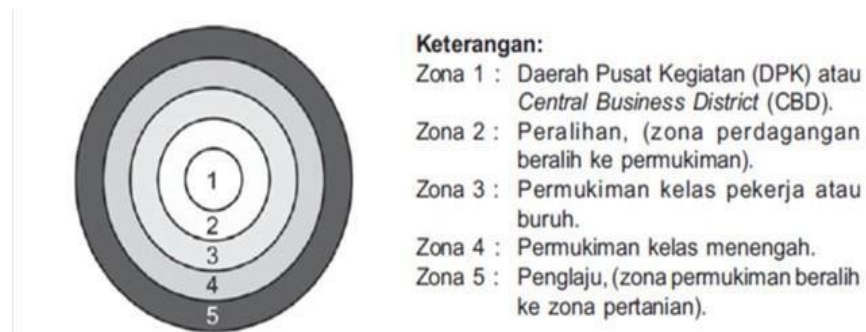 1
2
3
4
5
Keterangan:
Zona 1 : Daerah Pusat Kegiatan (DPK) atau
Central Business District (CBD).
Zona 2 : Peralihan, (zona perdagangan
beralih ke permukiman).
Zona 3 : Permukiman kelas pekerja atau
buruh.
Zona 4 : Permukiman kelas menengah.
Zona 5 : Penglaju, (zona permukiman beralih
ke zona pertanian).